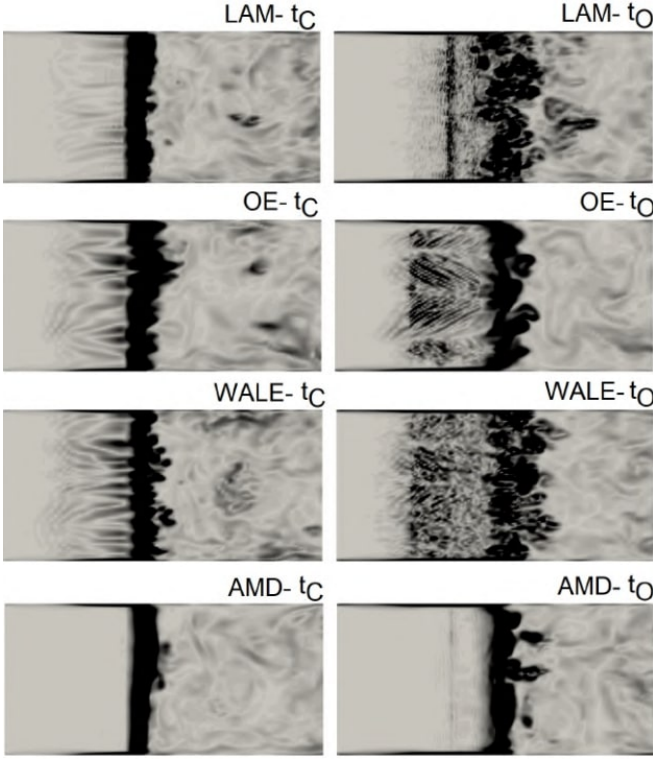 LAM- tC LAM- tO
OE- tC OE- tO
WALE- tC WALE- tO
AMD- tC AMD- tO